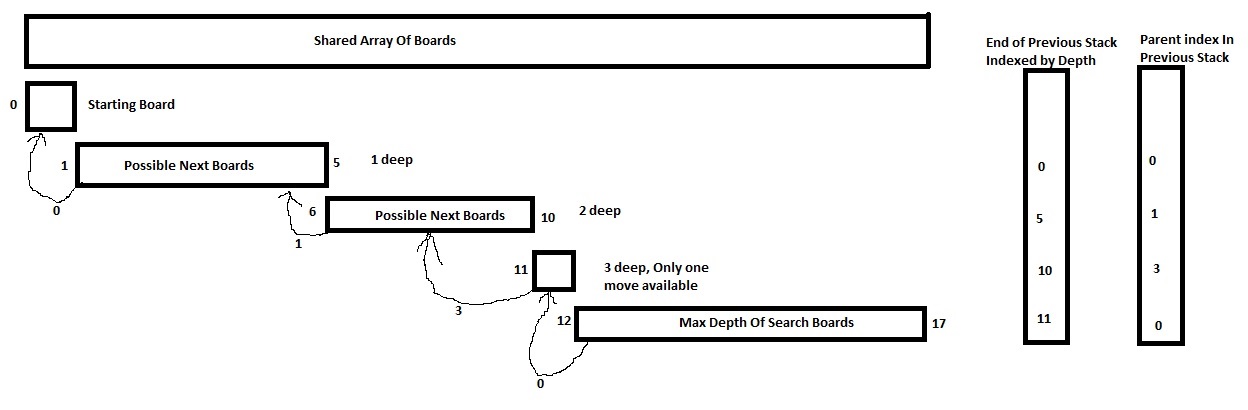 Shared Array Of Boards
End of Previous Stack
Indexed by Depth
Parent index In
Previous Stack
0
Starting Board
1
Possible Next Boards
5
1 deep
0
0
0
6
Possible Next Boards
10
2 deep
5
1
1
11
3 deep, Only one
move available
10
3
3
12
Max Depth Of Search Boards
17
11
0
0